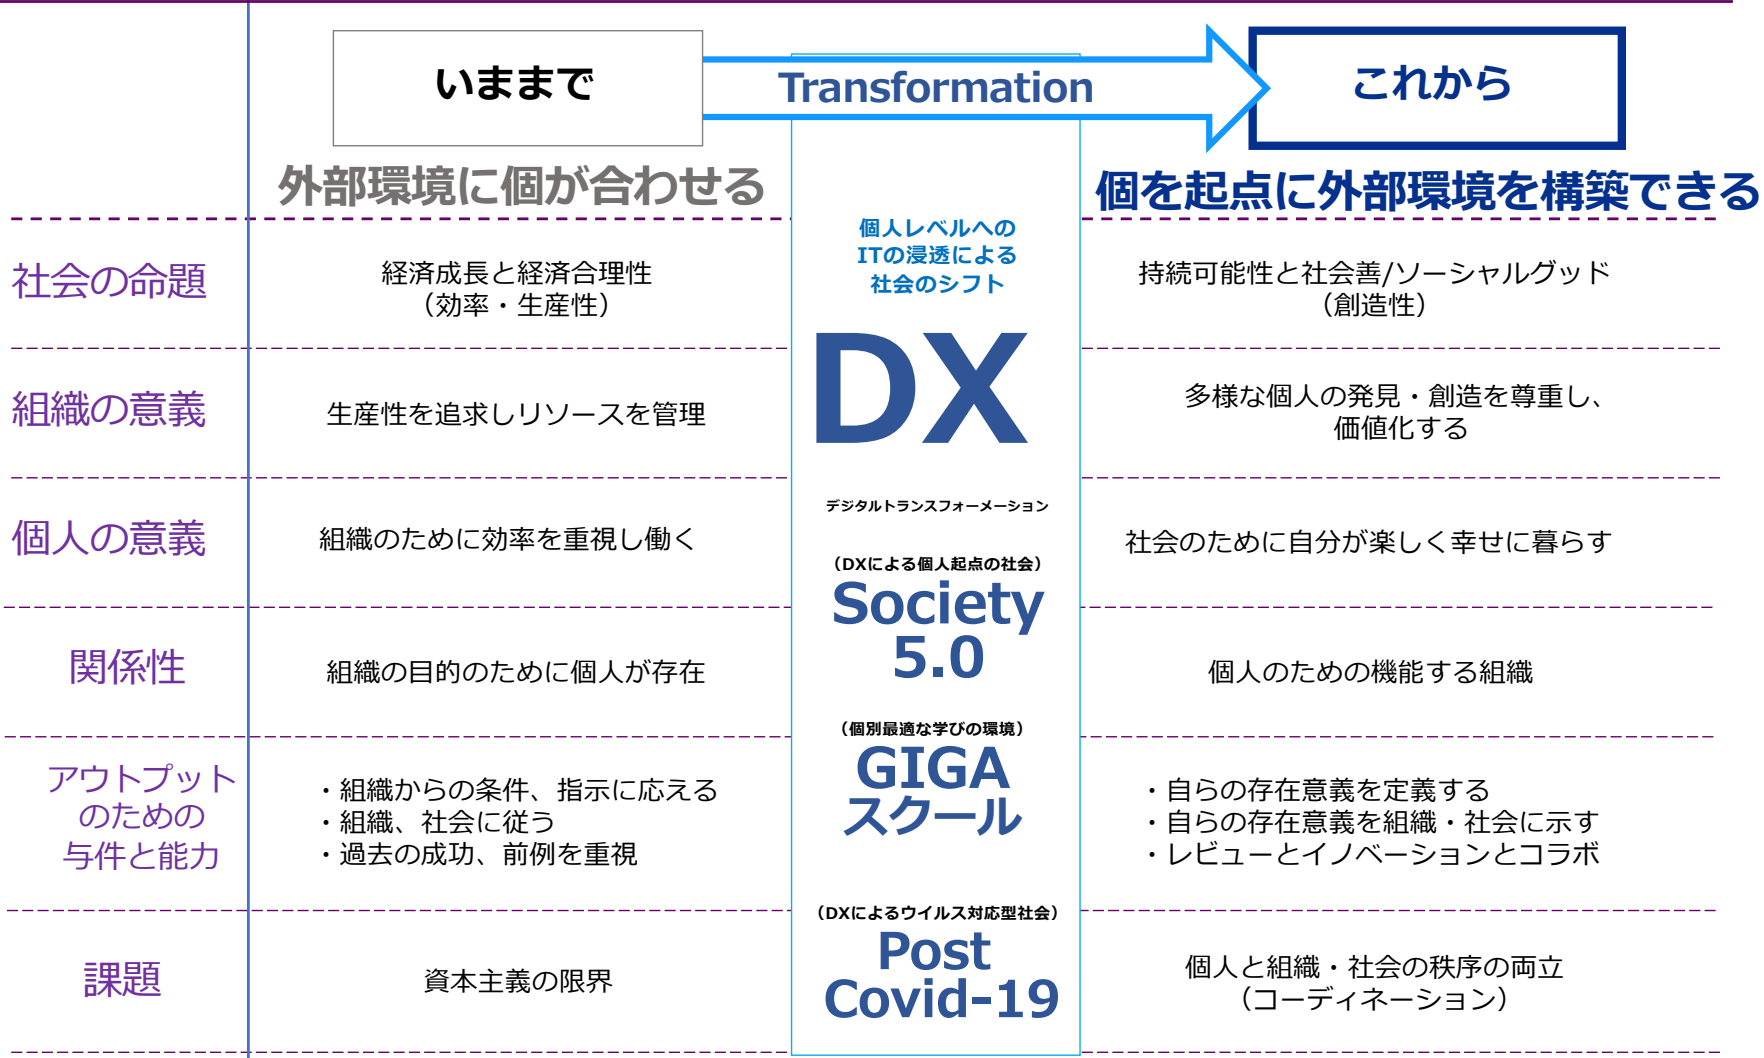 いままで
Transformation
これから
外部環境に個が合わせる
個を起点に外部環境を構築できる
個人レベルへの
ITの浸透による
社会のシフト
社会の命題
経済成長と経済合理性
（効率・生産性）
持続可能性と社会善/ソーシャルグッド
（創造性）
DX
組織の意義
生産性を追求しリソースを管理
多様な個人の発見・創造を尊重し、
価値化する
デジタルトランスフォーメーション
個人の意義
組織のために効率を重視し働く
社会のために自分が楽しく幸せに暮らす
（DXによる個人起点の社会）
Society
5.0
関係性
組織の目的のために個人が存在
個人のための機能する組織
（個別最適な学びの環境）
GIGA
スクール
アウトプット
のための
与件と能力
・組織からの条件、指示に応える
・組織、社会に従う
・過去の成功、前例を重視
・自らの存在意義を定義する
・自らの存在意義を組織・社会に示す
・レビューとイノベーションとコラボ
（DXによるウイルス対応型社会）
Post
Covid-19
課題
資本主義の限界
個人と組織・社会の秩序の両立
（コーディネーション）